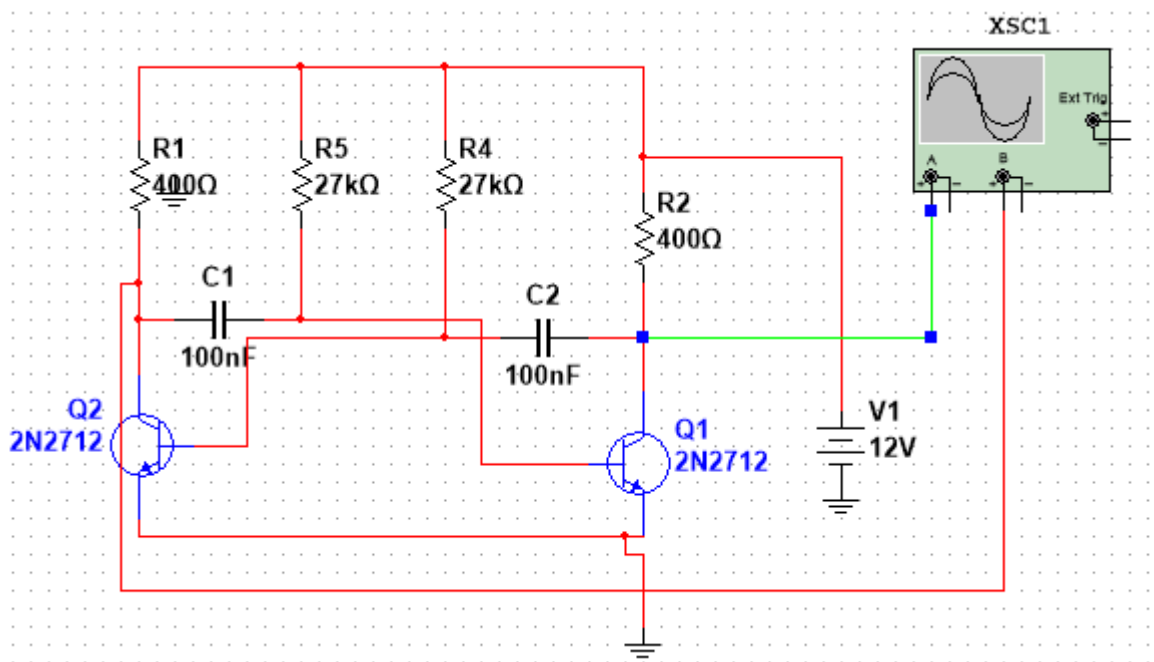 XSC1
Ext Trig
+
−
A
B
+ −
+ −
R1
400Ω
R5
27kΩ
R4
27kΩ
R2
400Ω
C1
100nF
C2
100nF
Q2
2N2712
Q1
2N2712
V1
12V